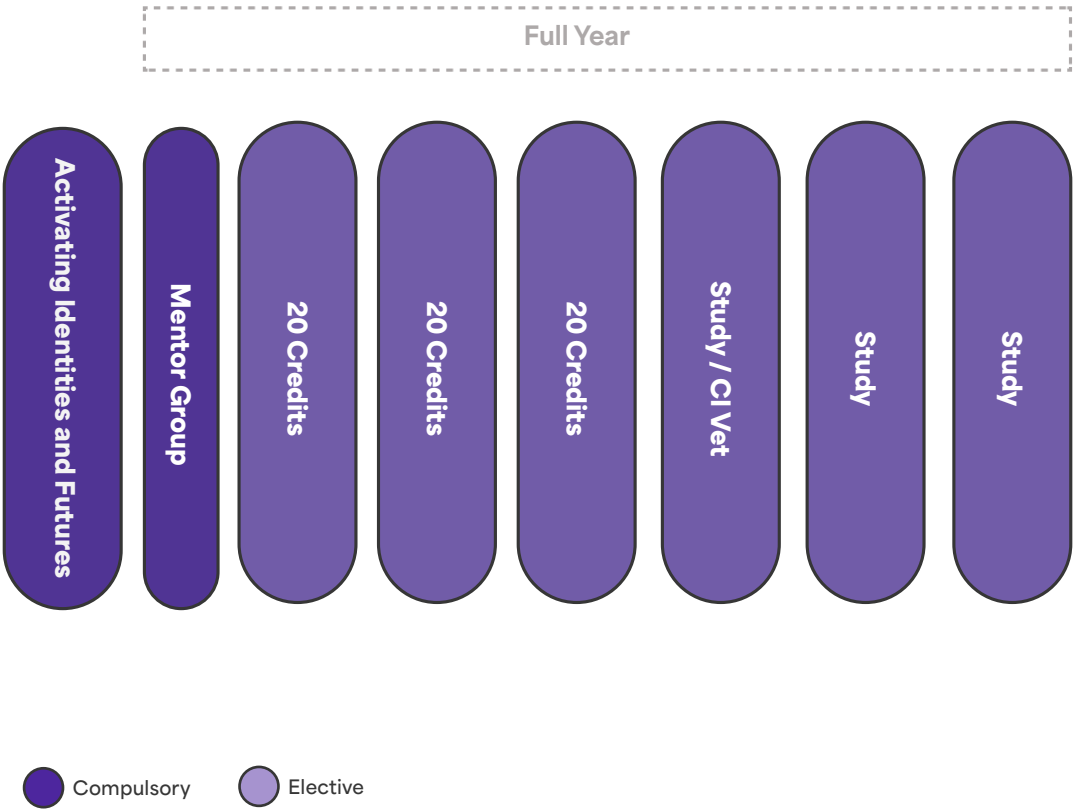 Full Year
Activating Identities and Futures
Mentor Group
20 Credits
20 Credits
20 Credits
Study / CI Vet
Study
Study
Compulsory
Elective